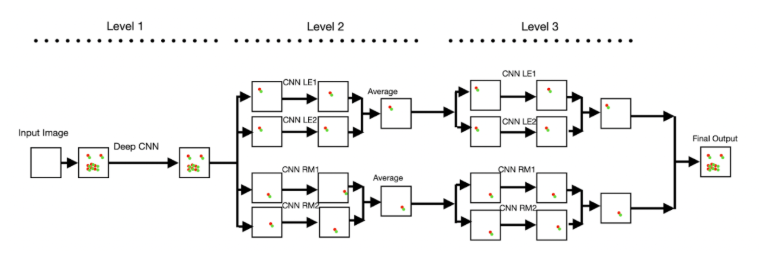 Level 1
Level 2
Level 3
Input Image
Deep CNN
CNN LE1
CNN LE2
Average
CNN RM1
CNN RM2
Average
CNN LE1
CNN LE2
CNN RM1
CNN RM2
Final Output